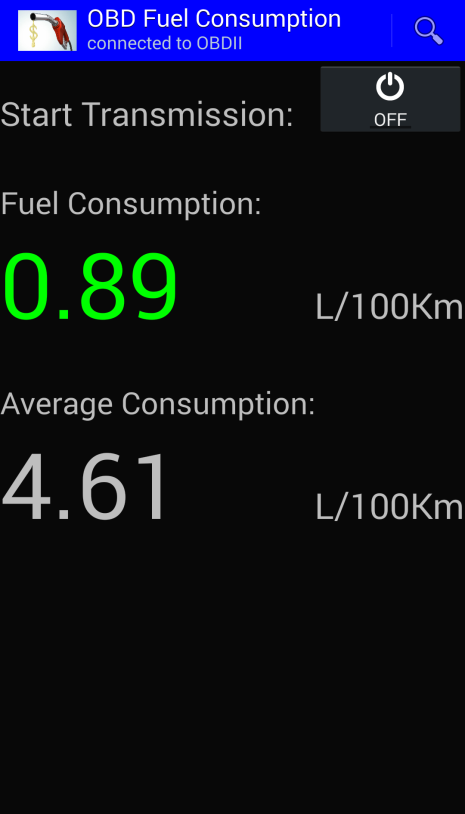 OBD Fuel Consumption
connected to OBDII
Start Transmission:
OFF
Fuel Consumption:
0.89 L/100Km
Average Consumption:
4.61 L/100Km